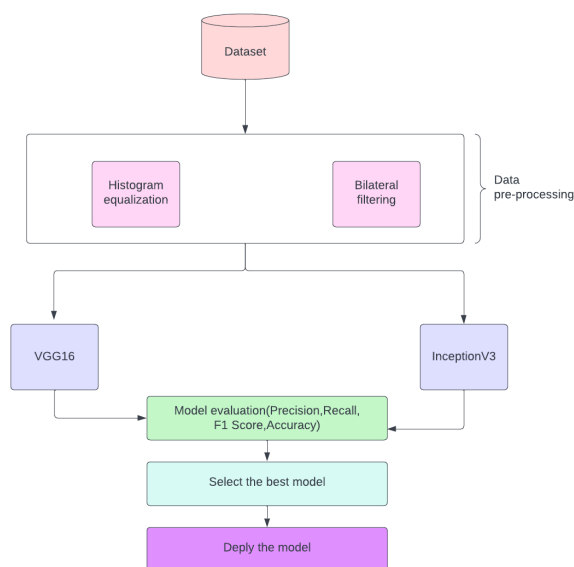 Dataset
Histogram
equalization
Bilateral
filtering
Data
pre-processing
VGG16
InceptionV3
Model evaluation(Precision,Recall,
F1 Score,Accuracy)
Select the best model
Deply the model